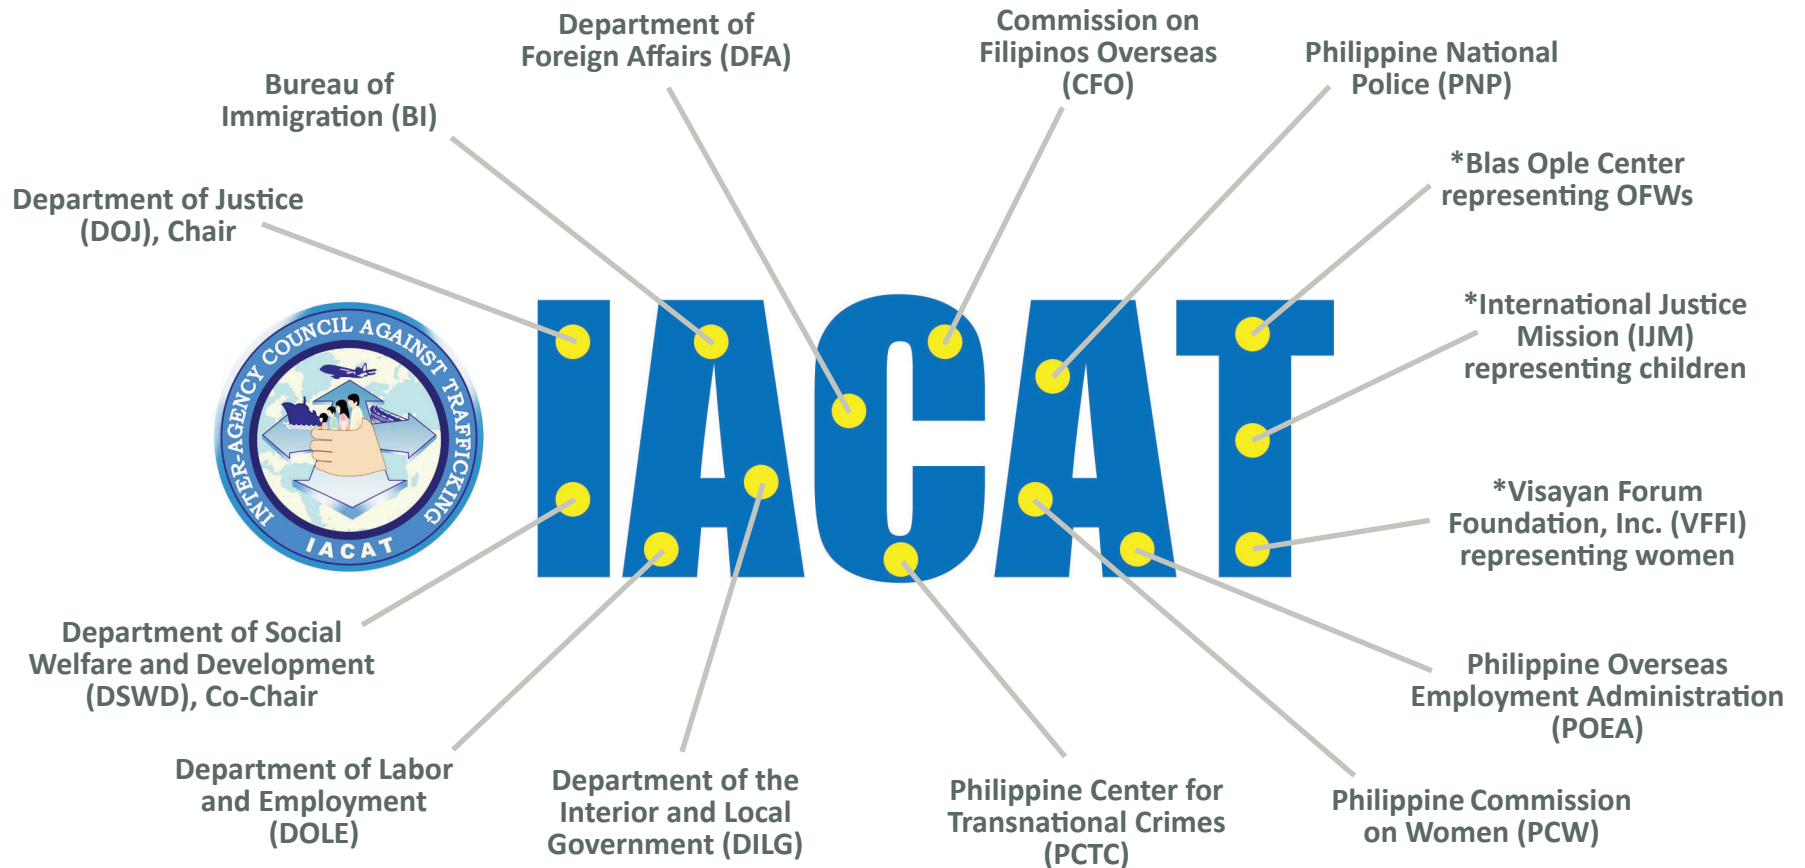 Department of
Foreign Affairs (DFA)
Commission on
Filipinos Overseas
(CFO)
Philippine National
Police (PNP)
Bureau of
Immigration (BI)
*Blas Ople Center
representing OFWs
Department of Justice
(DOJ), Chair
*International Justice
Mission (IJM)
representing children
INTER-AGENCY COUNCIL AGAINST TRAFFICKING
IACAT
IACAT
*Visayan Forum
Foundation, Inc. (VFFI)
representing women
Department of Social
Welfare and Development
(DSWD), Co-Chair
Philippine Overseas
Employment Administration
(POEA)
Department of Labor
and Employment
(DOLE)
Department of the
Interior and Local
Government (DILG)
Philippine Center for
Transnational Crimes
(PCTC)
Philippine Commission
on Women (PCW)